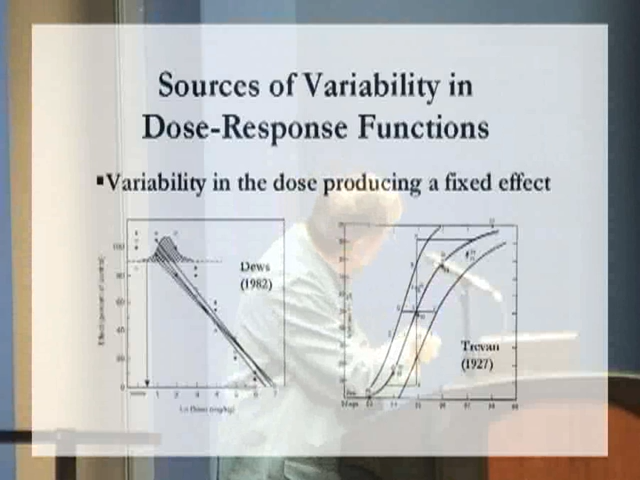 Sources of Variability in
Dose-Response Functions
▪Variability in the dose producing a fixed effect
Dews
(1982)
Trevan
(1927)